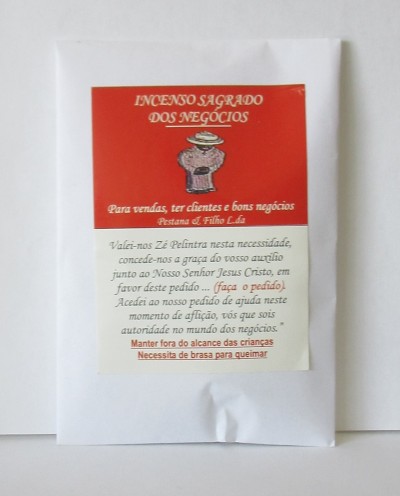 INCENSO SAGRADO
DOS NEGÓCIOS
Para vendas, ter clientes e bons negócios
Pestana & Filho L.da
Valei-nos Zé Pelintra nesta necessidade,
concede-nos a graça do vosso auxílio
junto ao Nosso Senhor Jesus Cristo, em
favor deste pedido ... (faça o pedido).
Acedei ao nosso pedido de ajuda neste
momento de aflição, vós que sois
autoridade no mundo dos negócios."
Manter fora do alcance das crianças
Necessita de brasa para queimar